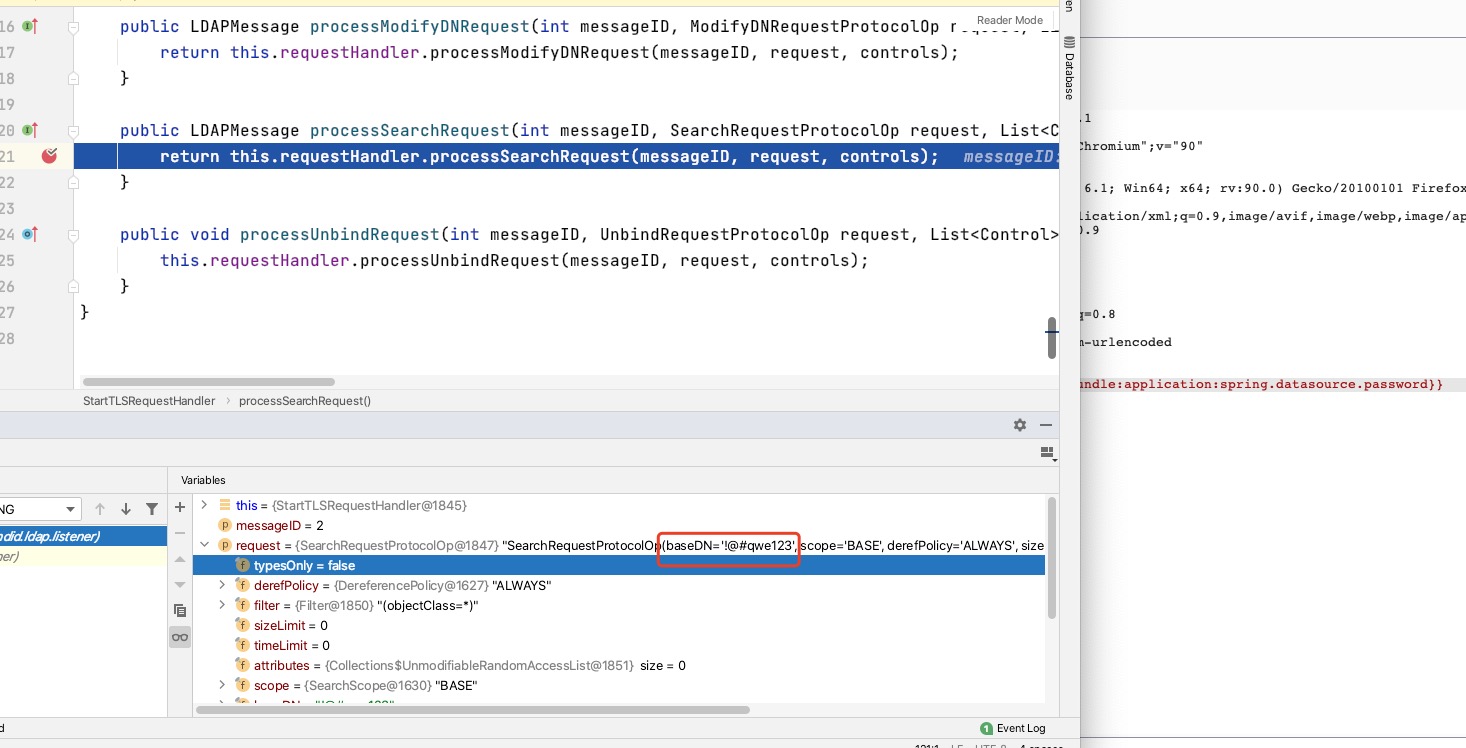 16 public LDAPMessage processModifyDNRequest(int messageID, ModifyDNRequestProtocolOp
Reader Mode
17 return this.requestHandler.processModifyDNRequest(messageID, request, controls);
18 }
19
20 public LDAPMessage processSearchRequest(int messageID, SearchRequestProtocolOp request, List<C
21 return this.requestHandler.processSearchRequest(messageID, request, controls); messageID:
22 }
23
24 public void processUnbindRequest(int messageID, UnbindRequestProtocolOp request, List<Control>
25 this.requestHandler.processUnbindRequest(messageID, request, controls);
26 }
27 }
28
StartTLSRequestHandler › processSearchRequest()
Database
.1
Chromium";v="90"
6.1; Win64; x64; rv:90.0) Gecko/20100101 Firefox
lication/xml;q=0.9,image/avif,image/webp,image/ap
0.9
q=0.8
m-urlencoded
undle:application:spring.datasource.password}}
Variables
NG
ndid.ldap.listener)
ner)
this = {StartTLSRequestHandler@1845}
messageID = 2
request = {SearchRequestProtocolOp@1847} "SearchRequestProtocolOp(baseDN='!@#qwe123', scope='BASE', derefPolicy='ALWAYS', size
typesOnly = false
derefPolicy = {DereferencePolicy@1627} "ALWAYS"
filter = {Filter@1850} "(objectClass=*)"
sizeLimit = 0
timeLimit = 0
attributes = {Collections$UnmodifiableRandomAccessList@1851} size = 0
scope = {SearchScope@1630} "BASE"
1 Event Log